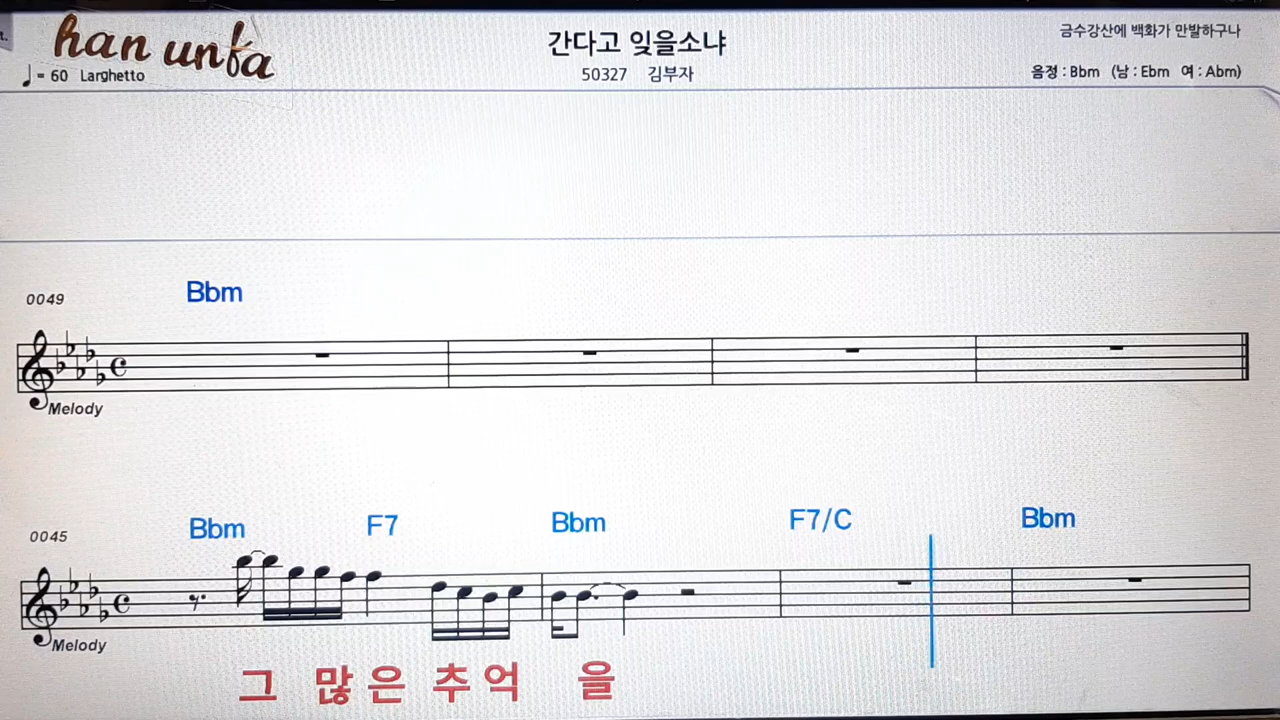 t.
han unfa
♩= 60 Larghetto
간다고 잊을소냐
50327 김부자
금수강산에 백화가 만발하구나
음정 : Bbm (남 : Ebm 여 : Abm)
0049
Bbm
Melody
0045
Bbm F7 Bbm F7/C Bbm
Melody
그 많은 추억 을